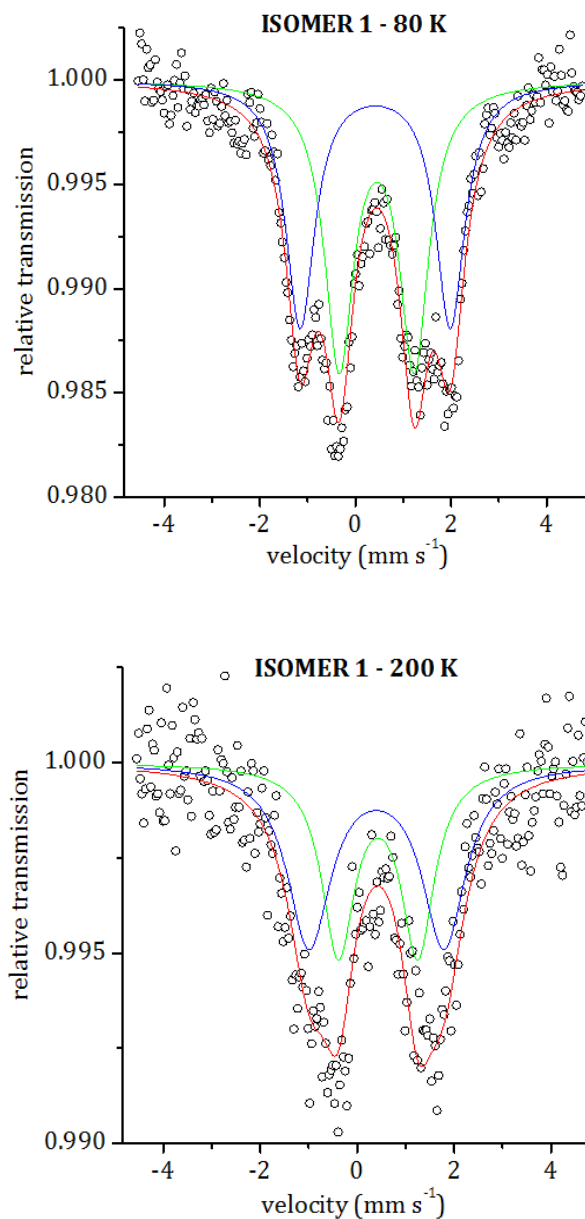 ISOMER 1 - 80 K
1.000
0.995
0.990
0.985
0.980
relative transmission
-4 -2 0 2 4
velocity (mm s⁻¹)
ISOMER 1 - 200 K
1.000
0.995
0.990
relative transmission
-4 -2 0 2 4
velocity (mm s⁻¹)